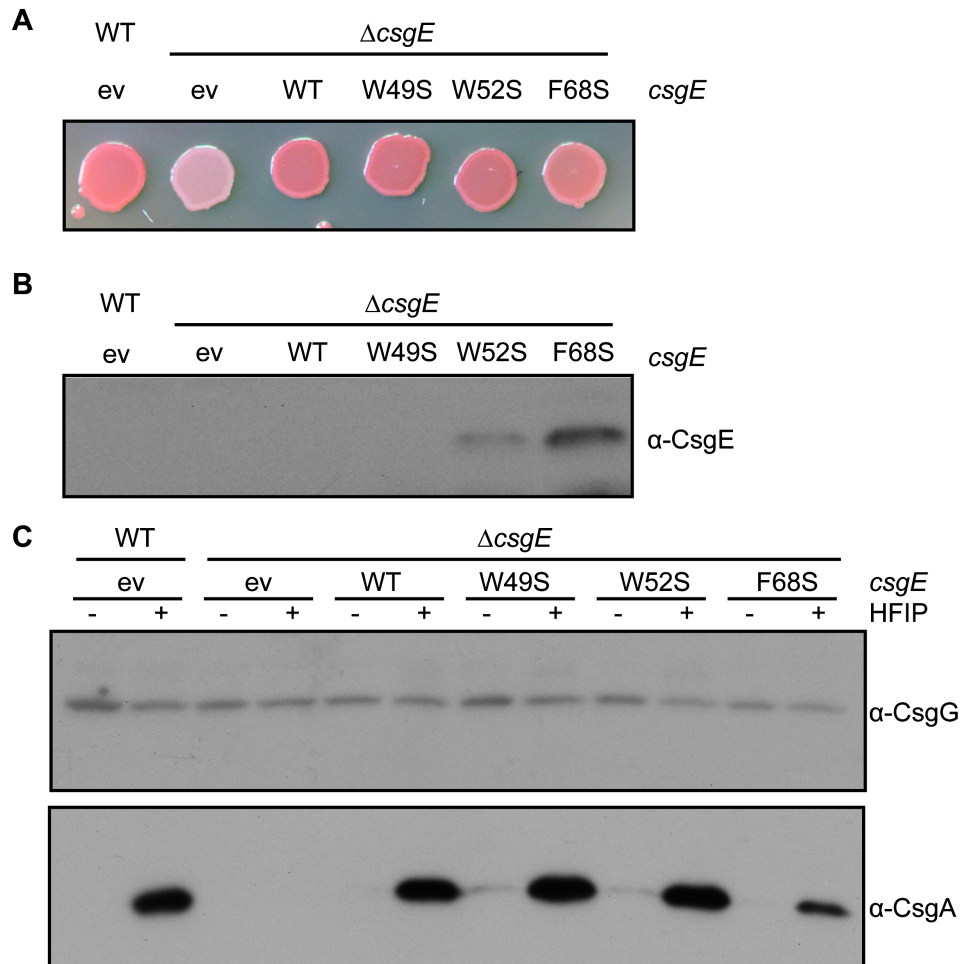 A
WT ΔcsgE
ev ev WT W49S W52S F68S csgE
B
WT ΔcsgE
ev ev WT W49S W52S F68S csgE
α-CsgE
C
WT ΔcsgE
ev ev WT W49S W52S F68S csgE
- + - + - + - + - + - + HFIP
α-CsgG
α-CsgA